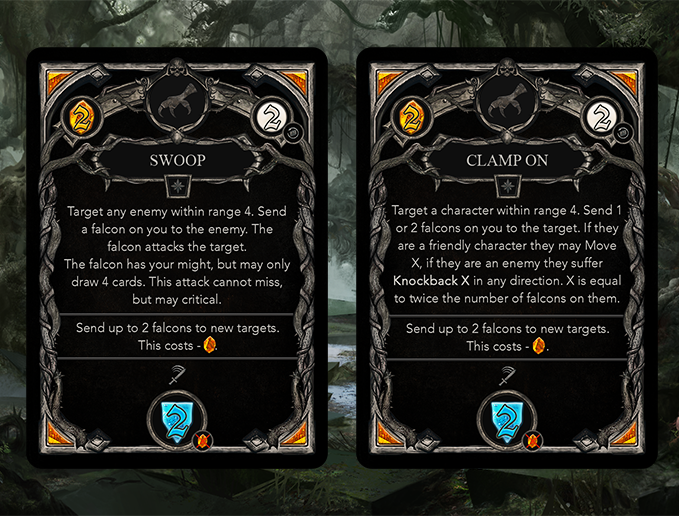 2 2
SWOOP
Target any enemy within range 4. Send
a falcon on you to the enemy. The
falcon attacks the target.
The falcon has your might, but may only
draw 4 cards. This attack cannot miss,
but may critical.
Send up to 2 falcons to new targets.
This costs - .
2
2 2
CLAMP ON
Target a character within range 4. Send 1
or 2 falcons on you to the target. If they
are a friendly character they may Move
X, if they are an enemy they suffer
Knockback X in any direction. X is equal
to twice the number of falcons on them.
Send up to 2 falcons to new targets.
This costs - .
2